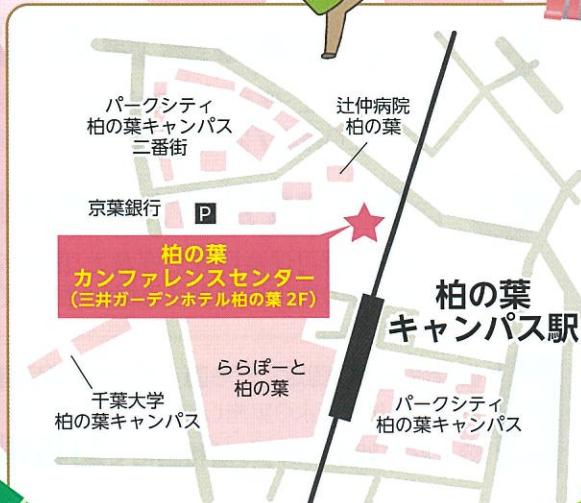 パークシティ
柏の葉キャンパス
二番街
辻仲病院
柏の葉
京葉銀行
P
柏の葉
カンファレンスセンター
(三井ガーデンホテル柏の葉 2F)
柏の葉
キャンパス駅
ららぽーと
柏の葉
千葉大学
柏の葉キャンパス
パークシティ
柏の葉キャンパス